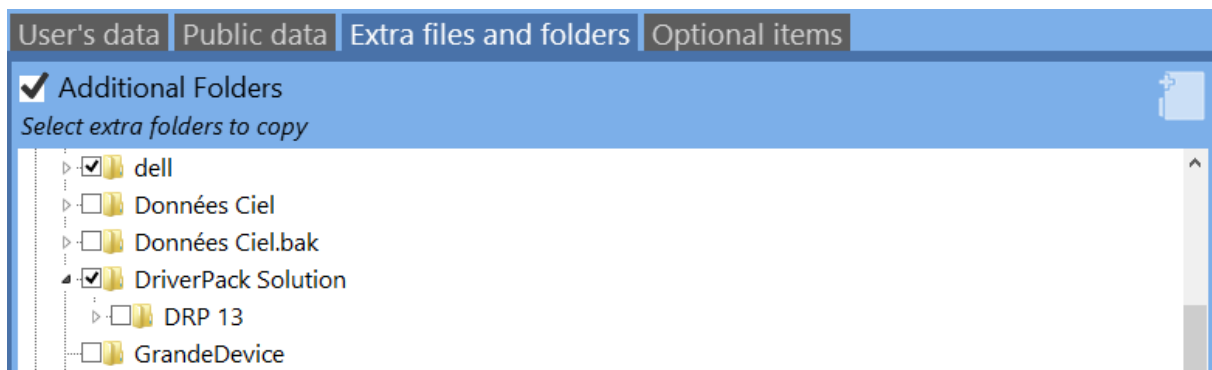 User's data Public data Extra files and folders Optional items
Additional Folders
Select extra folders to copy
dell
Données Ciel
Données Ciel.bak
DriverPack Solution
DRP 13
GrandeDevice